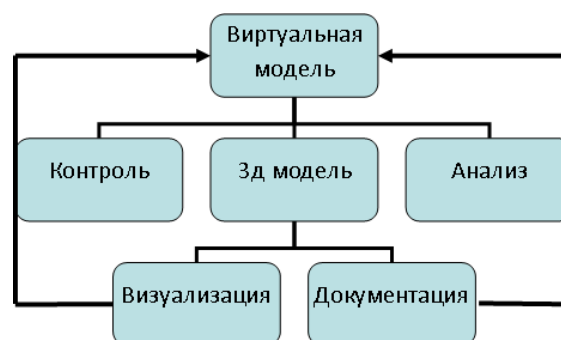 Виртуальная
модель
Контроль
3д модель
Анализ
Визуализация
Документация